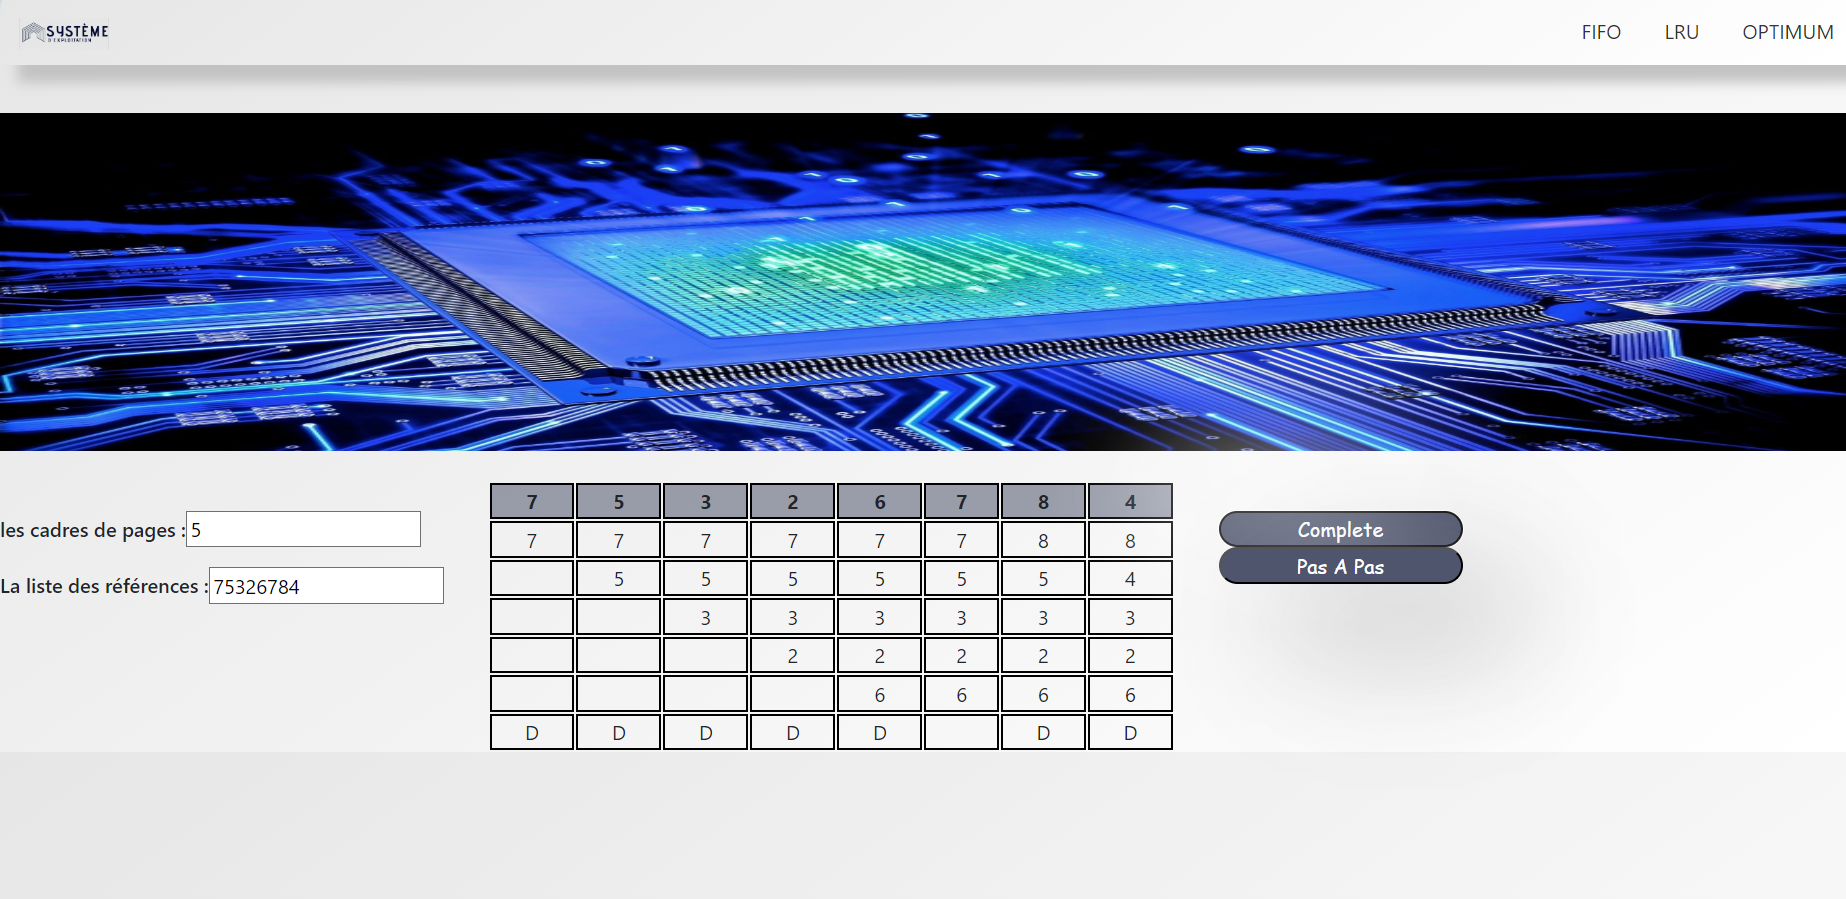 SYSTÈME
D'EXPLOITATION
FIFO LRU OPTIMUM
les cadres de pages : 5
La liste des références : 75326784
7 5 3 2 6 7 8 4
7 7 7 7 7 7 8 8
5 5 5 5 5 5 4
3 3 3 3 3 3
2 2 2 2 2
6 6 6 6
D D D D D D D
Complete
Pas A Pas